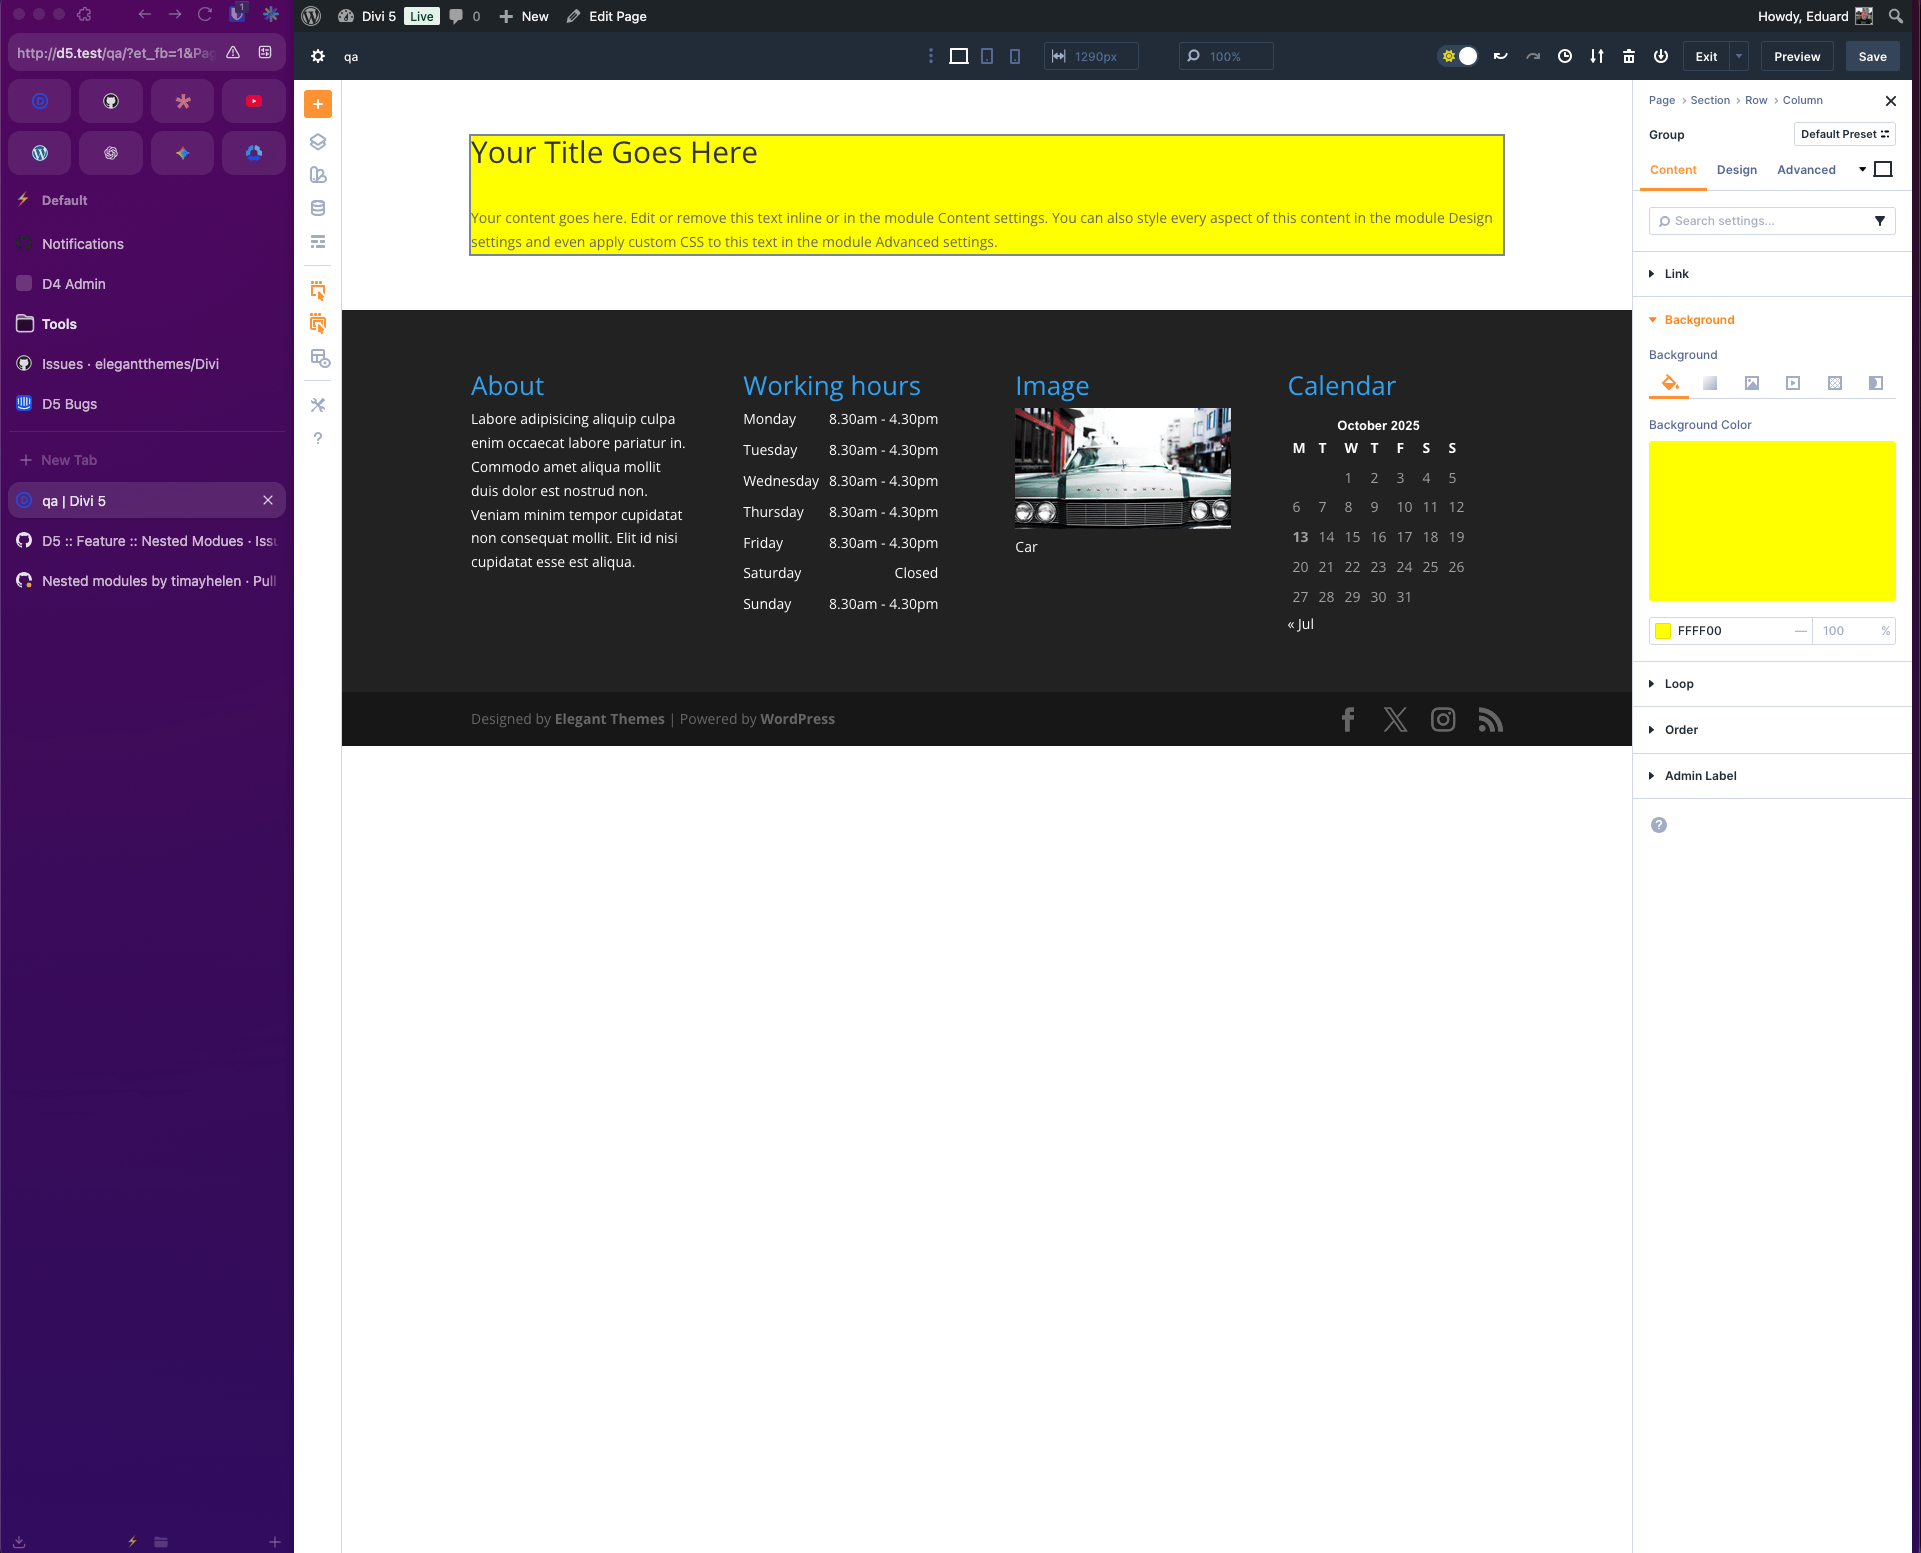 1
http://d5.test/qa/?et_fb=1&Pag
Default
Notifications
D4 Admin
Tools
Issues · elegantthemes/Divi
D5 Bugs
New Tab
qa | Divi 5
D5 :: Feature :: Nested Modues · Issu
Nested modules by timayhelen · Pull
Divi 5 Live 0 New Edit Page
Howdy, Eduard
qa
1290px
100%
Exit
Preview
Save
Your Title Goes Here
Your content goes here. Edit or remove this text inline or in the module Content settings. You can also style every aspect of this content in the module Design
settings and even apply custom CSS to this text in the module Advanced settings.
About
Labore adipisicing aliquip culpa
enim occaecat labore pariatur in.
Commodo amet aliqua mollit
duis dolor est nostrud non.
Veniam minim tempor cupidatat
non consequat mollit. Elit id nisi
cupidatat esse est aliqua.
Working hours
Monday 8.30am - 4.30pm
Tuesday 8.30am - 4.30pm
Wednesday 8.30am - 4.30pm
Thursday 8.30am - 4.30pm
Friday 8.30am - 4.30pm
Saturday Closed
Sunday 8.30am - 4.30pm
Image
Car
Calendar
October 2025
M T W T F S S
1 2 3 4 5
6 7 8 9 10 11 12
13 14 15 16 17 18 19
20 21 22 23 24 25 26
27 28 29 30 31
« Jul
Designed by Elegant Themes | Powered by WordPress
Page › Section › Row › Column
Group
Default Preset
Content Design Advanced
Search settings...
Link
Background
Background
Background Color
FFFF00 — 100 %
Loop
Order
Admin Label
?
?